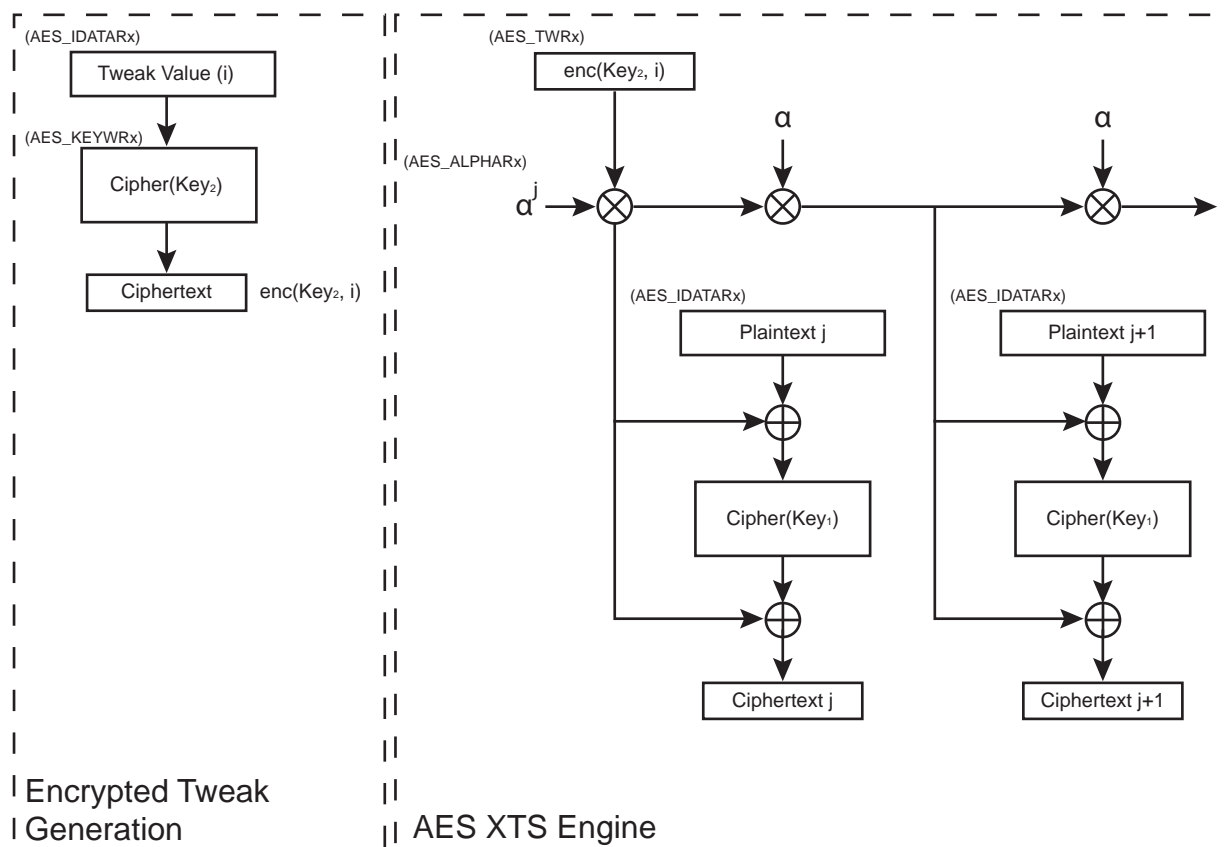 (AES_IDATARx)
Tweak Value (i)
(AES_KEYWRx)
Cipher(Key₂)
Ciphertext
enc(Key₂, i)
Encrypted Tweak
Generation
(AES_TWRx)
enc(Key₂, i)
α
α
(AES_ALPHARx)
αʲ
(AES_IDATARx)
(AES_IDATARx)
Plaintext j
Plaintext j+1
Cipher(Key₁)
Cipher(Key₁)
Ciphertext j
Ciphertext j+1
AES XTS Engine